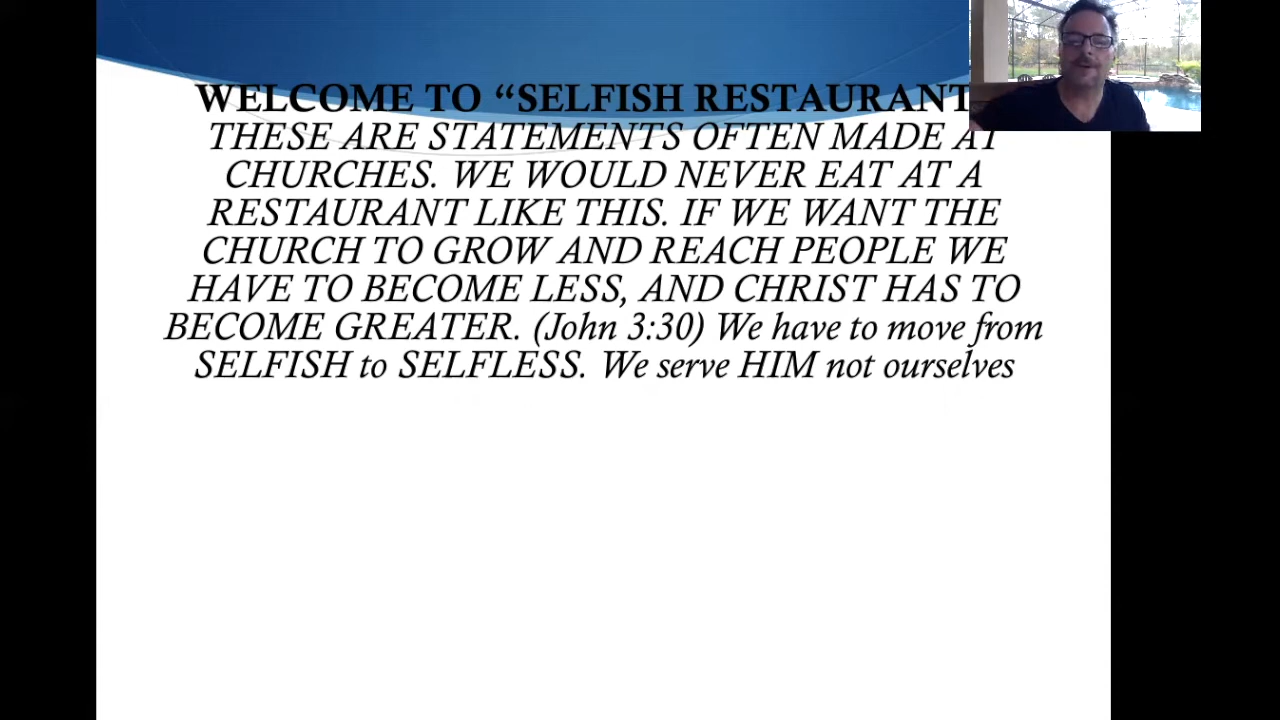 WELCOME TO “SELFISH RESTAURANT
THESE ARE STATEMENTS OFTEN MADE AT
CHURCHES. WE WOULD NEVER EAT AT A
RESTAURANT LIKE THIS. IF WE WANT THE
CHURCH TO GROW AND REACH PEOPLE WE
HAVE TO BECOME LESS, AND CHRIST HAS TO
BECOME GREATER. (John 3:30) We have to move from
SELFISH to SELFLESS. We serve HIM not ourselves